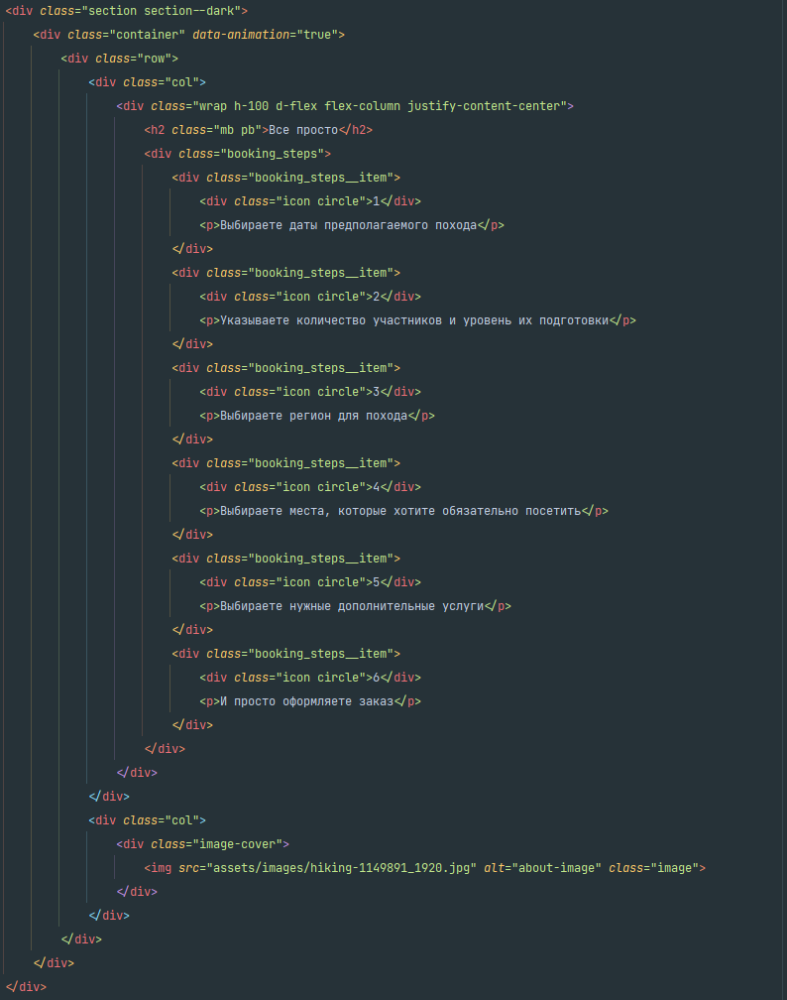 <div class="section section--dark">
<div class="container" data-animation="true">
<div class="row">
<div class="col">
<div class="wrap h-100 d-flex flex-column justify-content-center">
<h2 class="mb pb">Все просто</h2>
<div class="booking_steps">
<div class="booking_steps__item">
<div class="icon circle">1</div>
<p>Выбираете даты предполагаемого похода</p>
</div>
<div class="booking_steps__item">
<div class="icon circle">2</div>
<p>Указываете количество участников и уровень их подготовки</p>
</div>
<div class="booking_steps__item">
<div class="icon circle">3</div>
<p>Выбираете регион для похода</p>
</div>
<div class="booking_steps__item">
<div class="icon circle">4</div>
<p>Выбираете места, которые хотите обязательно посетить</p>
</div>
<div class="booking_steps__item">
<div class="icon circle">5</div>
<p>Выбираете нужные дополнительные услуги</p>
</div>
<div class="booking_steps__item">
<div class="icon circle">6</div>
<p>И просто оформляете заказ</p>
</div>
</div>
</div>
</div>
<div class="col">
<div class="image-cover">
<img src="assets/images/hiking-1149891_1920.jpg" alt="about-image" class="image">
</div>
</div>
</div>
</div>
</div>